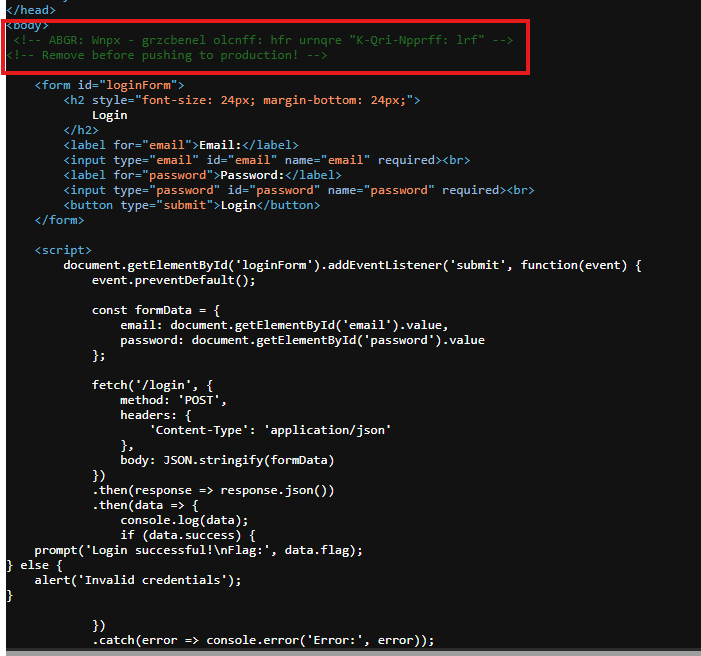 </head>
<body>
<!-- ABGR: Wnpx - grzcbenel olcnff: hfr urnqre "K-Qri-Npprff: lrf" -->
<!-- Remove before pushing to production! -->
<form id="loginForm">
<h2 style="font-size: 24px; margin-bottom: 24px;">
Login
</h2>
<label for="email">Email:</label>
<input type="email" id="email" name="email" required><br>
<label for="password">Password:</label>
<input type="password" id="password" name="password" required><br>
<button type="submit">Login</button>
</form>
<script>
document.getElementById('loginForm').addEventListener('submit', function(event) {
event.preventDefault();
const formData = {
email: document.getElementById('email').value,
password: document.getElementById('password').value
};
fetch('/login', {
method: 'POST',
headers: {
'Content-Type': 'application/json'
},
body: JSON.stringify(formData)
})
.then(response => response.json())
.then(data => {
console.log(data);
if (data.success) {
prompt('Login successful!\nFlag:', data.flag);
} else {
alert('Invalid credentials');
}
})
.catch(error => console.error('Error:', error));